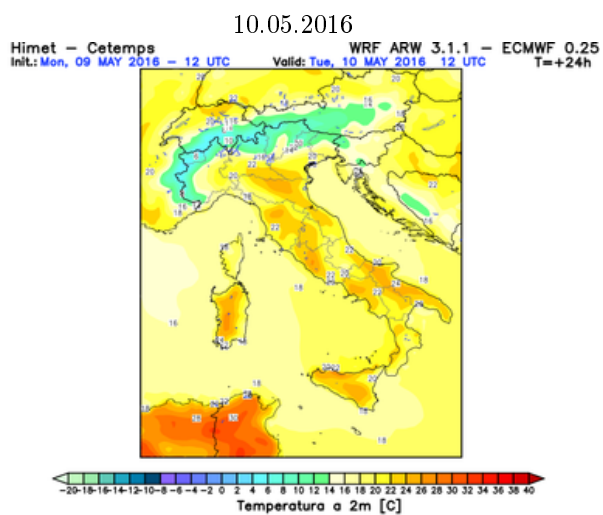 10.05.2016
Himet - Cetemps WRF ARW 3.1.1 - ECMWF 0.25
Init.: Mon, 09 MAY 2016 - 12 UTC Valid: Tue, 10 MAY 2016 12 UTC T=+24h
-20 -18 -16 -14 -12 -10 -8 -6 -4 -2 0 2 4 6 8 10 12 14 16 18 20 22 24 26 28 30 32 34 36 38 40
Temperatura a 2m [C]